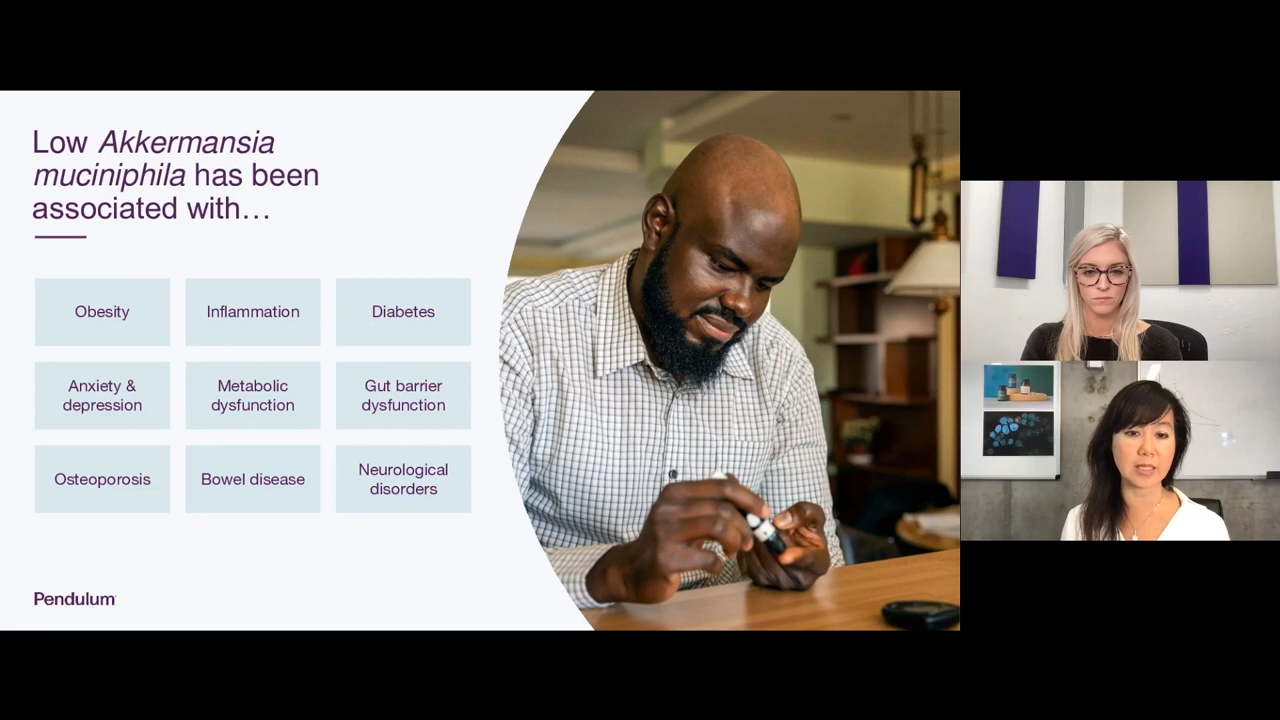 Low Akkermansia
muciniphila has been
associated with…
Obesity
Inflammation
Diabetes
Anxiety &
depression
Metabolic
dysfunction
Gut barrier
dysfunction
Osteoporosis
Bowel disease
Neurological
disorders
Pendulum